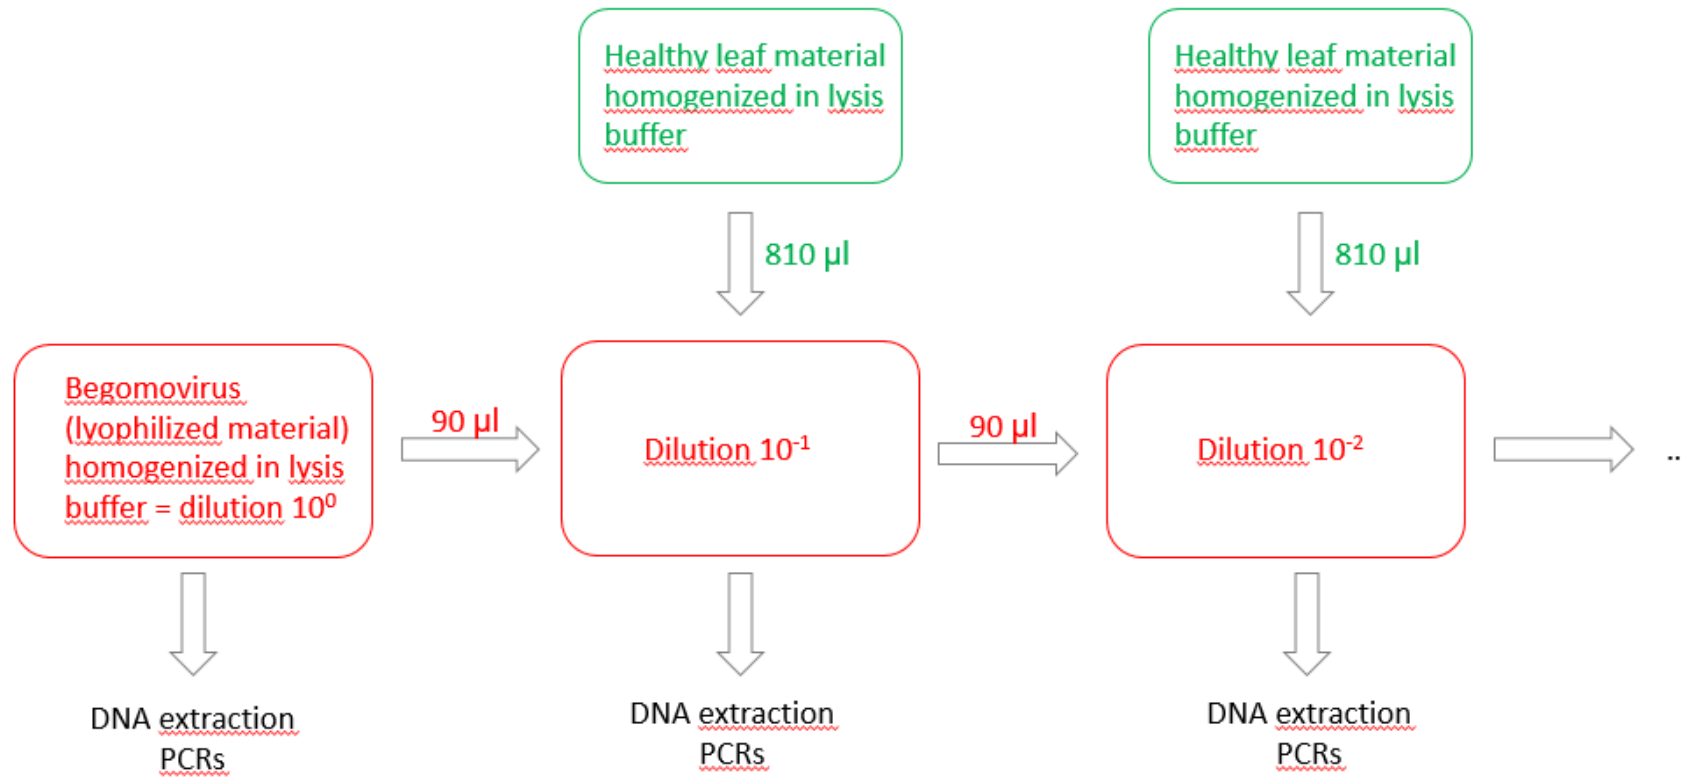 Healthy leaf material
homogenized in lysis
buffer
Healthy leaf material
homogenized in lysis
buffer
810 µl
810 µl
Begomovirus
(lyophilized material)
homogenized in lysis
buffer = dilution 10⁰
90 µl
Dilution 10⁻¹
90 µl
Dilution 10⁻²
..
DNA extraction
PCRs
DNA extraction
PCRs
DNA extraction
PCRs